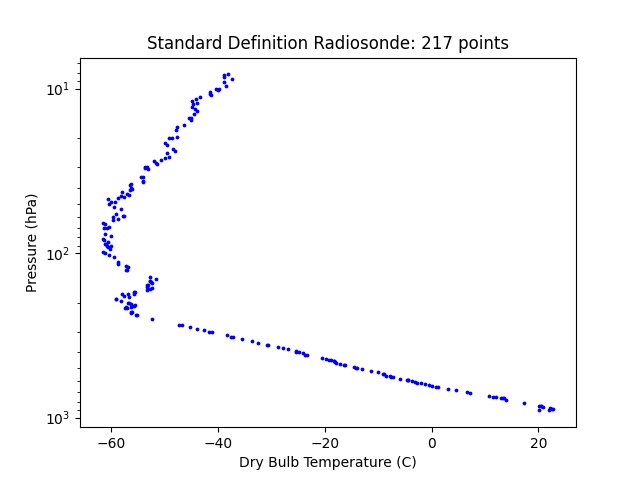 Standard Definition Radiosonde: 217 points
Pressure (hPa)
10¹
10²
10³
−60 −40 −20 0 20
Dry Bulb Temperature (C)